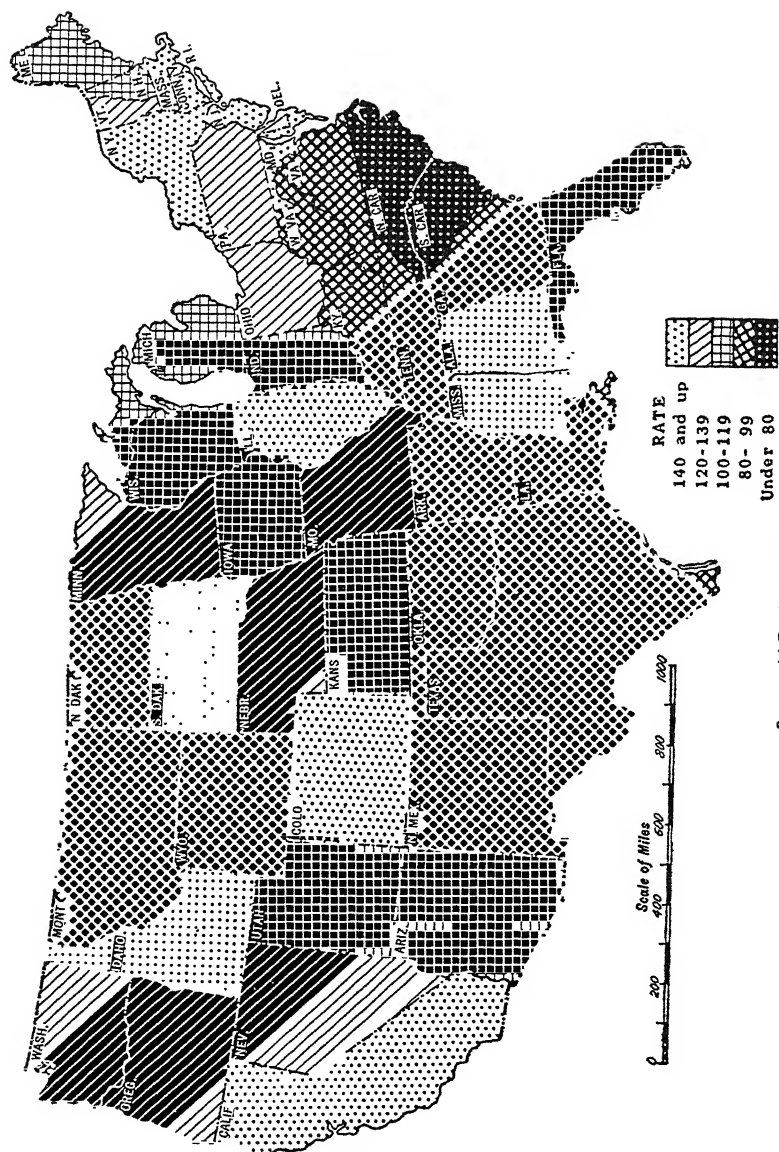 WASH.
OREG.
CALIF
NEV
IDAHO
MONT
WYO.
UTAH
ARIZ
COLO
N. MEX
N DAK
S. DAK
NEBR.
KANS
OKLA
TEXAS
MINN
IOWA
MO.
ARK
LA
WIS
ILL
MICH
IND.
OHIO
KY.
TENN
MISS
ALA
GA.
FLA
S. CAR
N. CAR
VA.
W. VA
MD.
DEL.
PA.
N. Y.
VT.
N. H.
ME.
MASS.
CONN.
R. I.
Scale of Miles
0 200 400 600 800 1000
RATE
140 and up
120-139
100-119
80- 99
Under 80